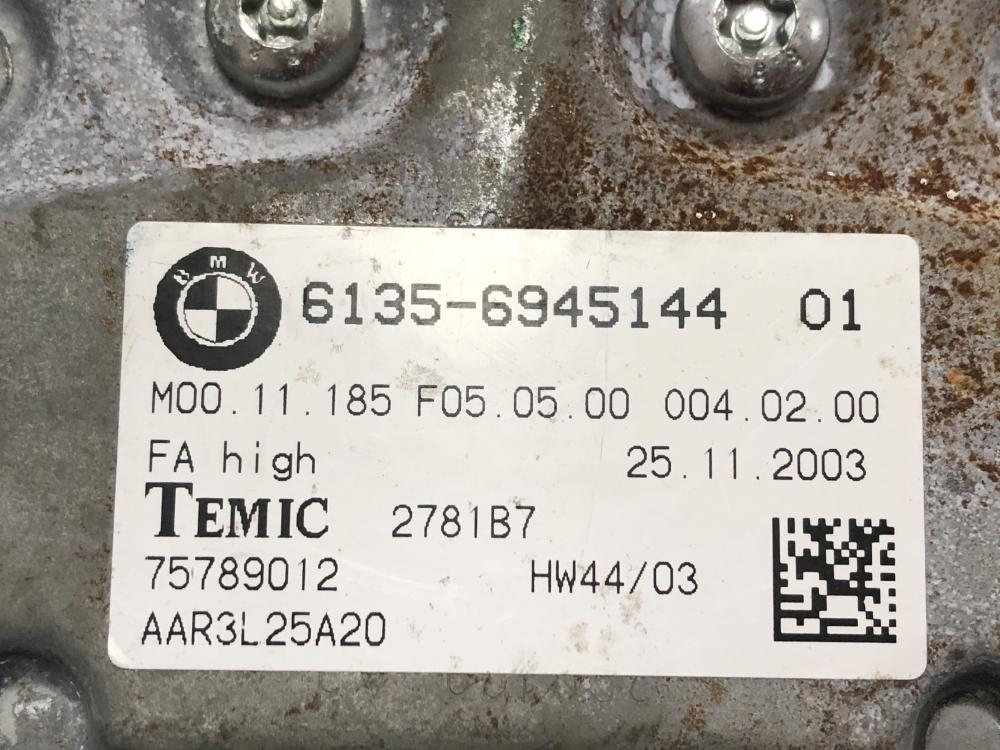 BMW 6135-6945144 01
M00.11.185 F05.05.00 004.02.00
FA high 25.11.2003
TEMIC 2781B7
75789012 HW44/03
AAR3L25A20